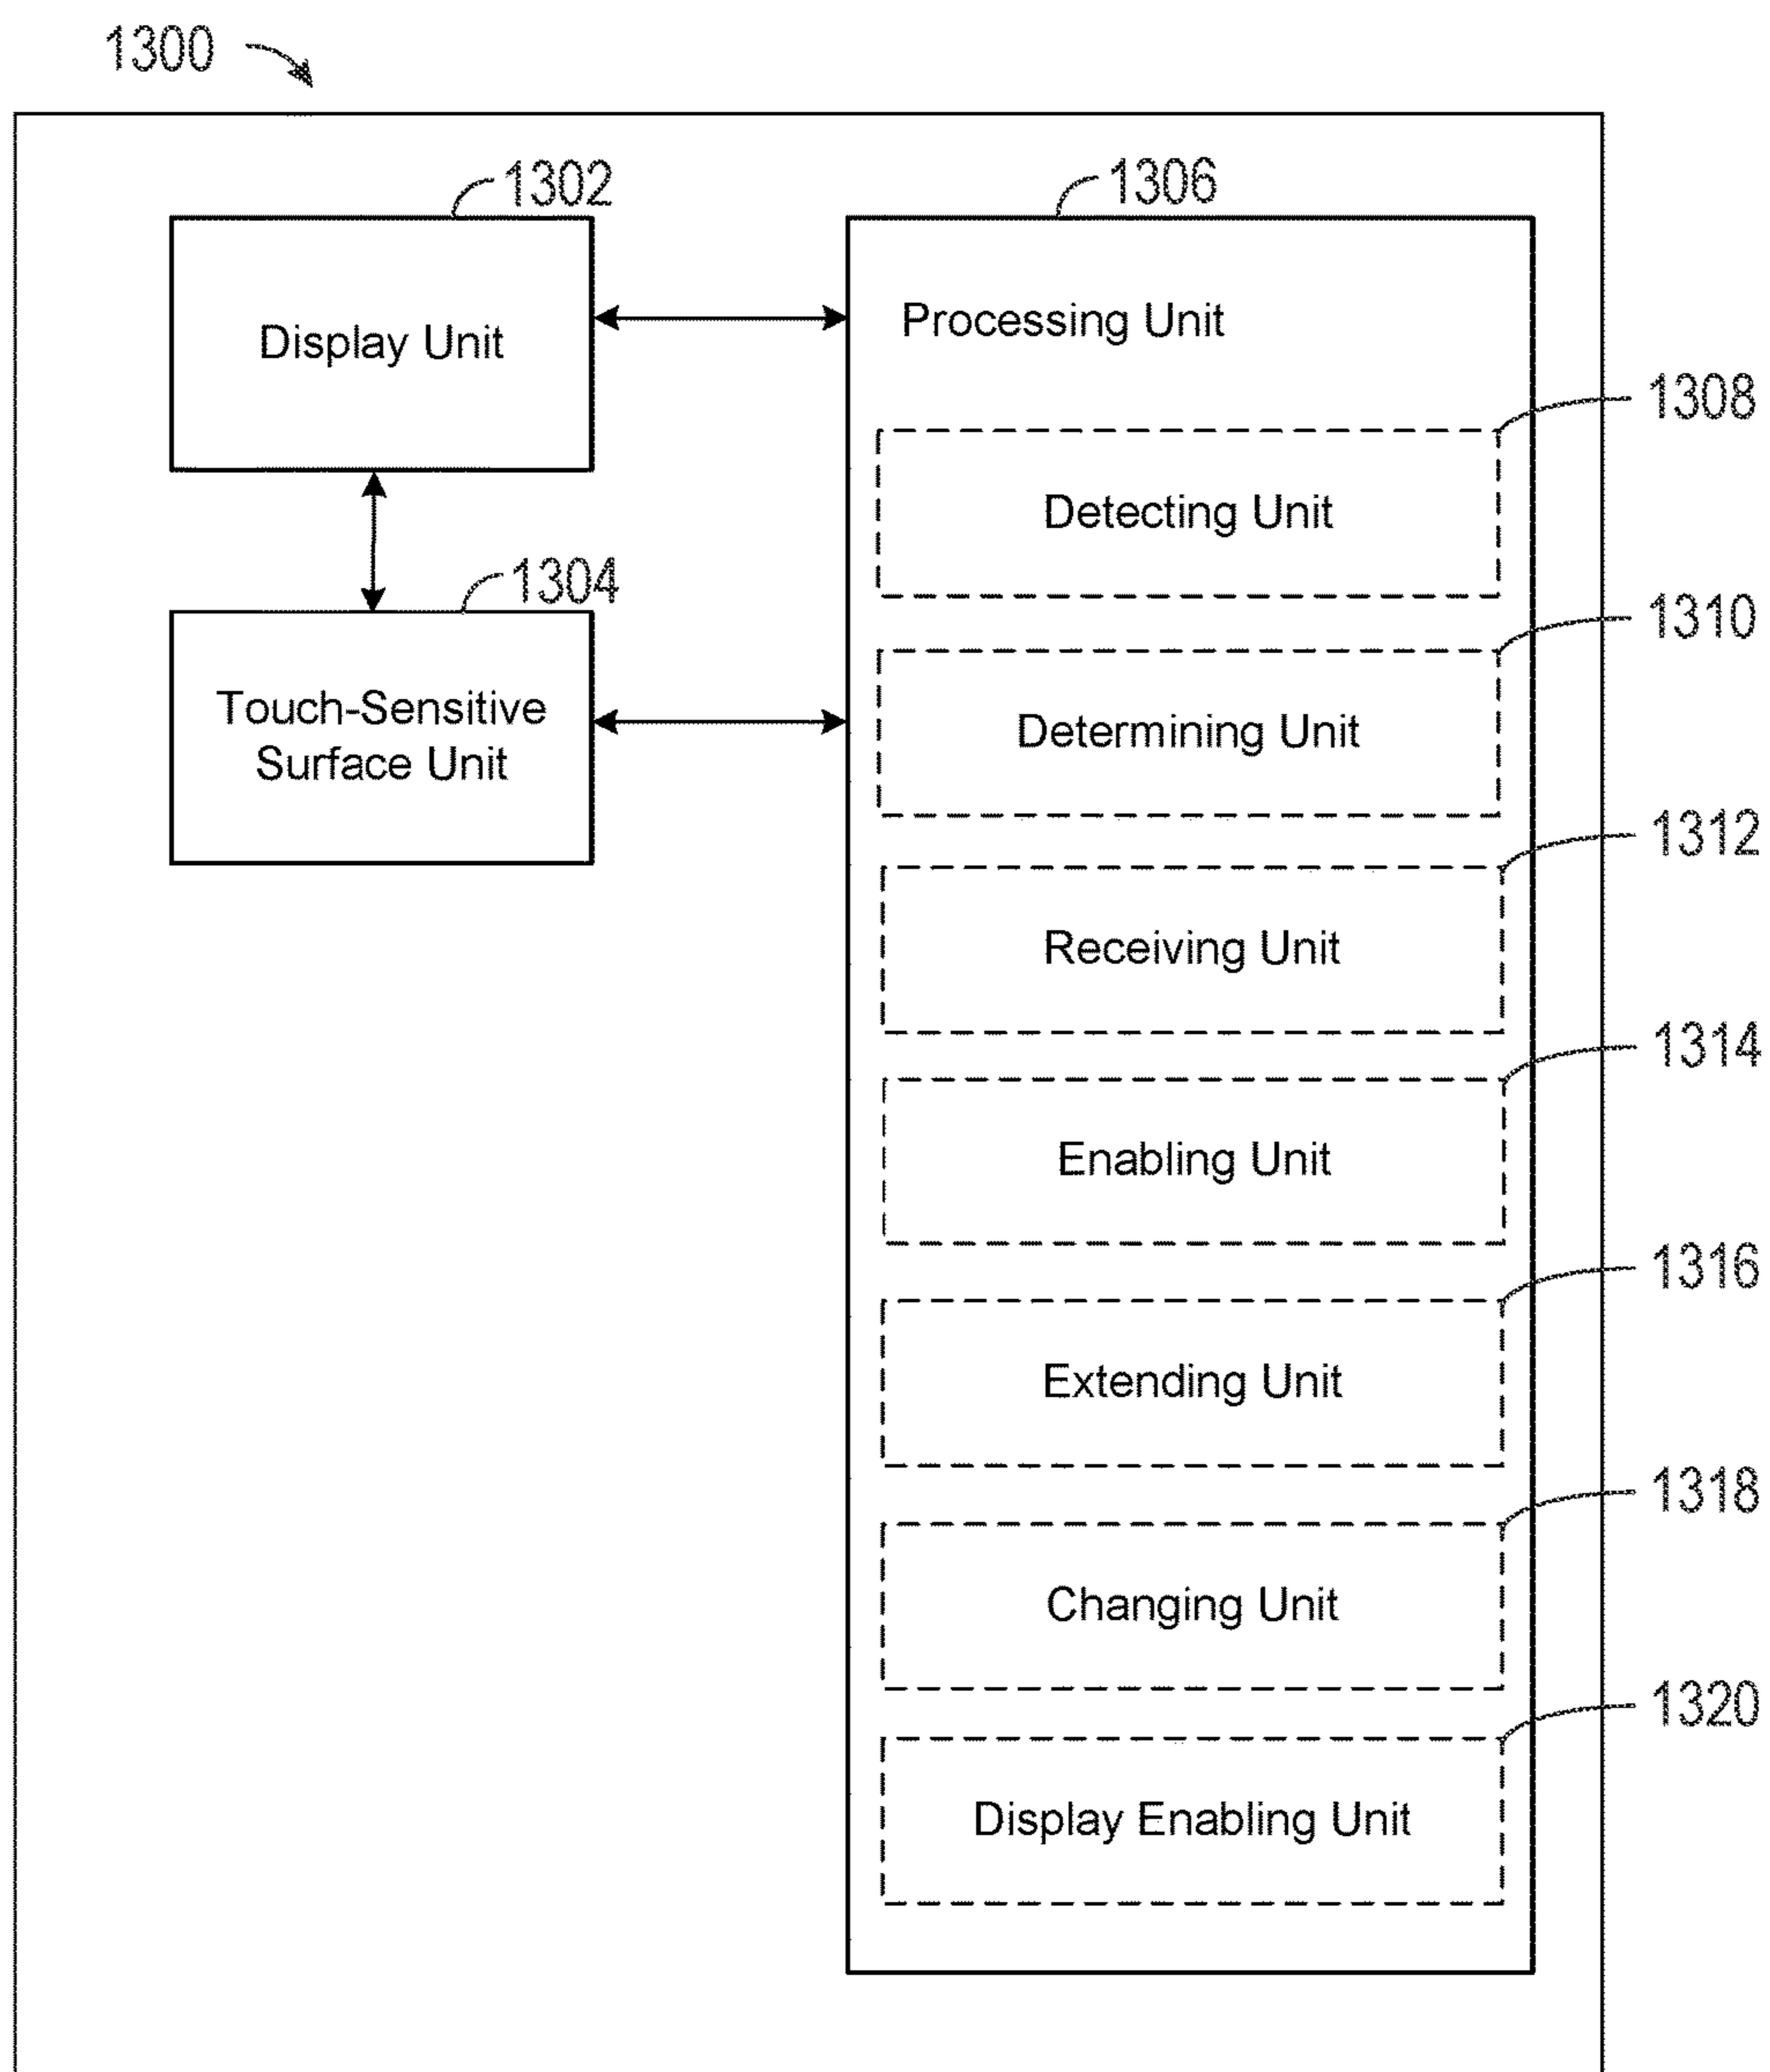 1300
1302
1306
Display Unit
Processing Unit
1308
Detecting Unit
1304
1310
Touch-Sensitive
Surface Unit
Determining Unit
1312
Receiving Unit
1314
Enabling Unit
1316
Extending Unit
1318
Changing Unit
1320
Display Enabling Unit